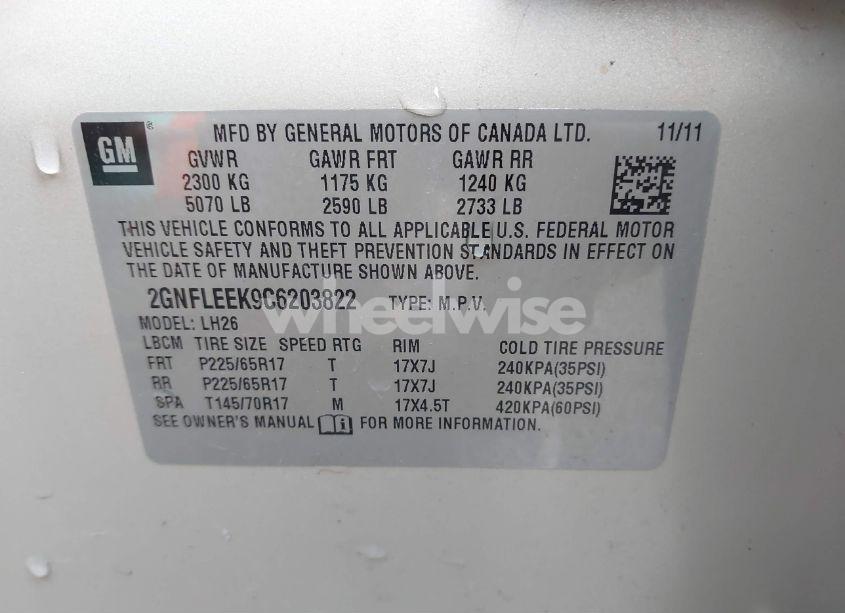 GM
MFD BY GENERAL MOTORS OF CANADA LTD. 11/11
GVWR GAWR FRT GAWR RR
2300 KG 1175 KG 1240 KG
5070 LB 2590 LB 2733 LB
THIS VEHICLE CONFORMS TO ALL APPLICABLE U.S. FEDERAL MOTOR
VEHICLE SAFETY AND THEFT PREVENTION STANDARDS IN EFFECT ON
THE DATE OF MANUFACTURE SHOWN ABOVE.
2GNFLEEK9C6203822 TYPE: M.P.V.
wheelwise
MODEL: LH26
LBCM TIRE SIZE SPEED RTG RIM COLD TIRE PRESSURE
FRT P225/65R17 T 17X7J 240KPA(35PSI)
RR P225/65R17 T 17X7J 240KPA(35PSI)
SPA T145/70R17 M 17X4.5T 420KPA(60PSI)
SEE OWNER'S MANUAL i FOR MORE INFORMATION.